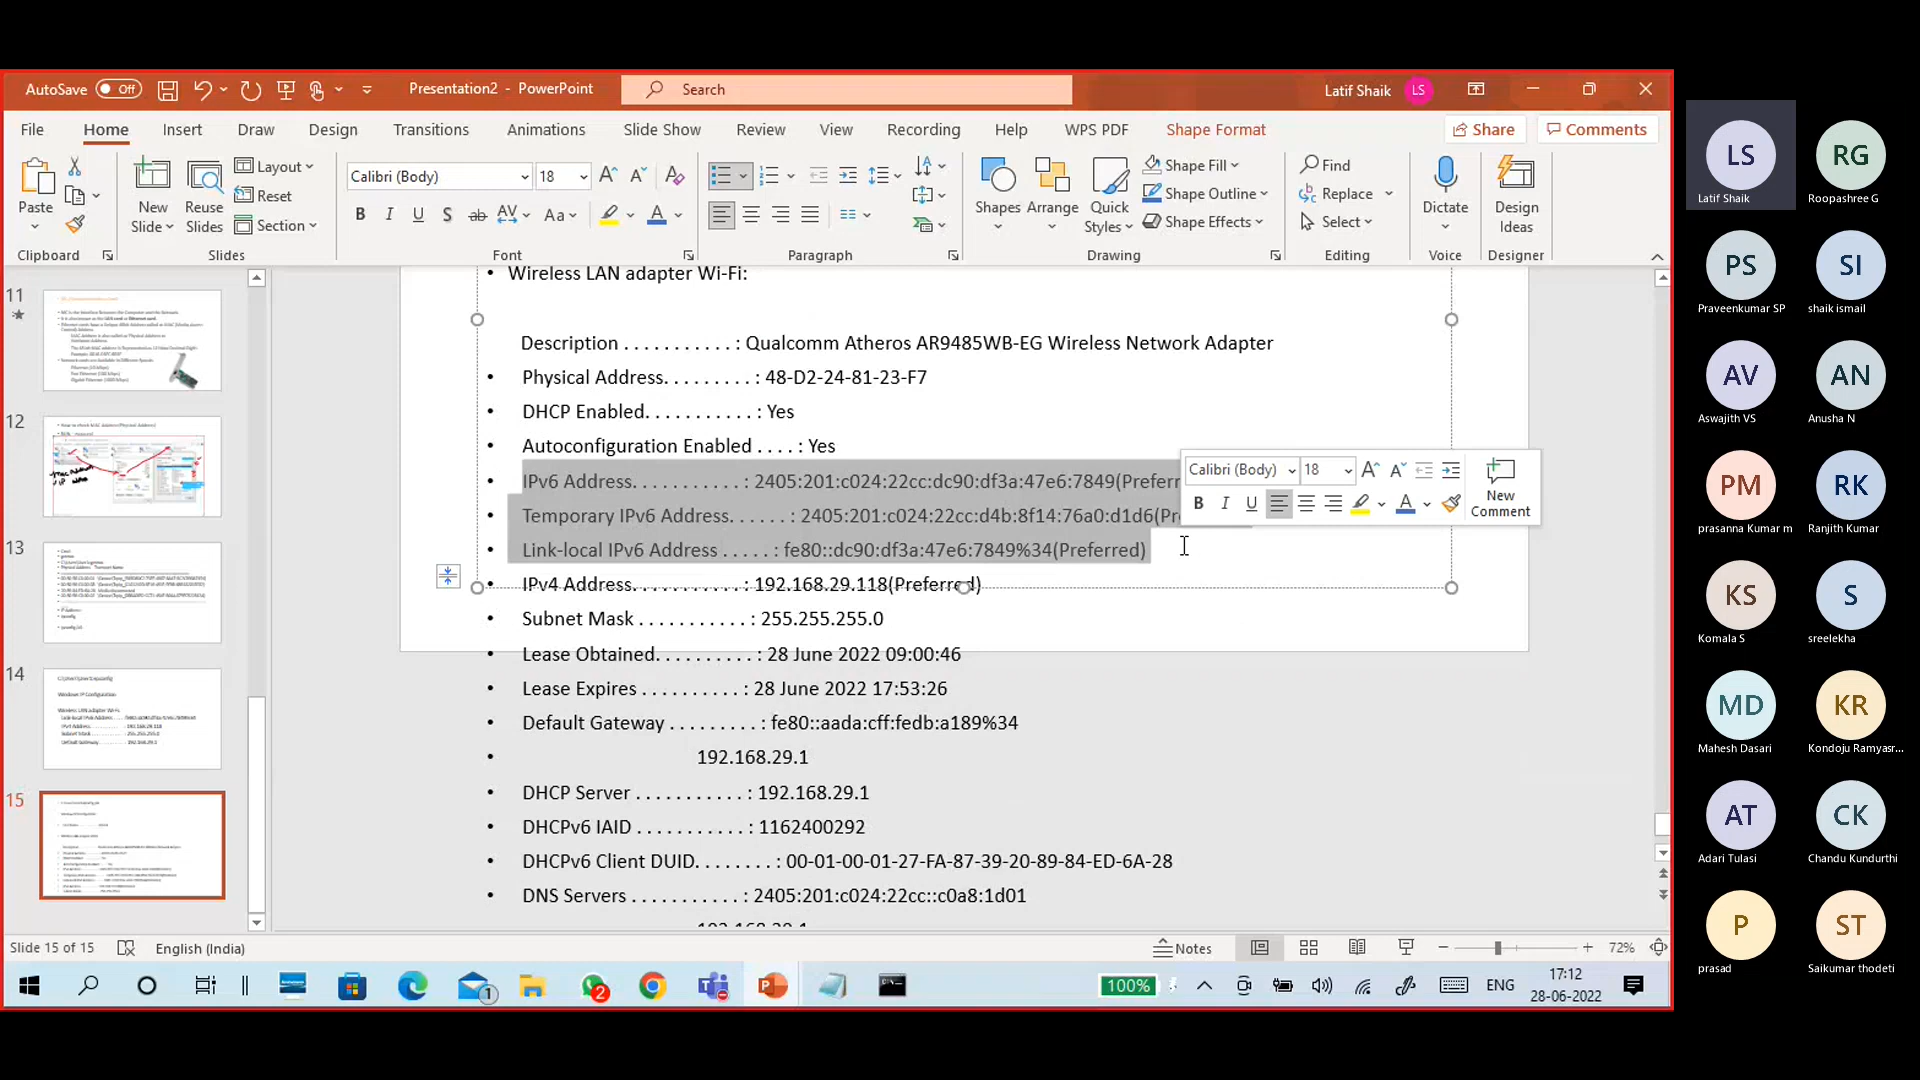 AutoSave Off Presentation2 - PowerPoint Search Latif Shaik LS
File Home Insert Draw Design Transitions Animations Slide Show Review View Recording Help WPS PDF Shape Format Share Comments
Paste
New Slide
Reuse Slides
Layout
Reset
Section
Calibri (Body) 18
Shapes Arrange Quick Styles
Shape Fill
Shape Outline
Shape Effects
Find
Replace
Select
Dictate
Design Ideas
Clipboard Slides Font Paragraph Drawing Editing Voice Designer
11
12
13
14
15
• Wireless LAN adapter Wi-Fi:
Description . . . . . . . . . . . : Qualcomm Atheros AR9485WB-EG Wireless Network Adapter
• Physical Address. . . . . . . . . : 48-D2-24-81-23-F7
• DHCP Enabled. . . . . . . . . . . : Yes
• Autoconfiguration Enabled . . . . : Yes
• IPv6 Address. . . . . . . . . . . : 2405:201:c024:22cc:dc90:df3a:47e6:7849(Preferr
• Temporary IPv6 Address. . . . . . : 2405:201:c024:22cc:d4b:8f14:76a0:d1d6(Pr
• Link-local IPv6 Address . . . . . : fe80::dc90:df3a:47e6:7849%34(Preferred)
• IPv4 Address. . . . . . . . . . . : 192.168.29.118(Preferred)
• Subnet Mask . . . . . . . . . . . : 255.255.255.0
• Lease Obtained. . . . . . . . . . : 28 June 2022 09:00:46
• Lease Expires . . . . . . . . . . : 28 June 2022 17:53:26
• Default Gateway . . . . . . . . . : fe80::aada:cff:fedb:a189%34
• 192.168.29.1
• DHCP Server . . . . . . . . . . . : 192.168.29.1
• DHCPv6 IAID . . . . . . . . . . . : 1162400292
• DHCPv6 Client DUID. . . . . . . . : 00-01-00-01-27-FA-87-39-20-89-84-ED-6A-28
• DNS Servers . . . . . . . . . . . : 2405:201:c024:22cc::c0a8:1d01
Calibri (Body) 18
B I U
New Comment
Slide 15 of 15 English (India) Notes 72%
100% ENG 17:12
28-06-2022
LS RG
Latif Shaik Roopashree G
PS SI
Praveenkumar SP shaik ismail
AV AN
Aswajith VS Anusha N
PM RK
prasanna Kumar m Ranjith Kumar
KS S
Komala S sreelekha
MD KR
Mahesh Dasari Kondoju Ramyasr...
AT CK
Adari Tulasi Chandu Kundurthi
P ST
prasad Saikumar thodeti